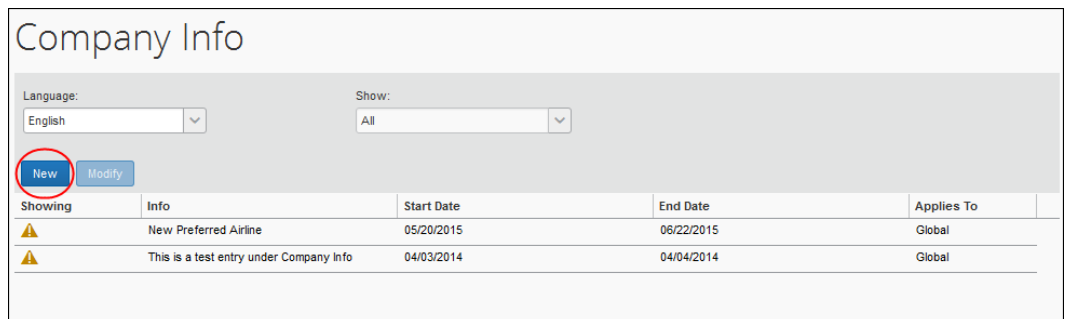 Company Info
Language: Show:
English All
New Modify
Showing Info Start Date End Date Applies To
New Preferred Airline 05/20/2015 06/22/2015 Global
This is a test entry under Company Info 04/03/2014 04/04/2014 Global